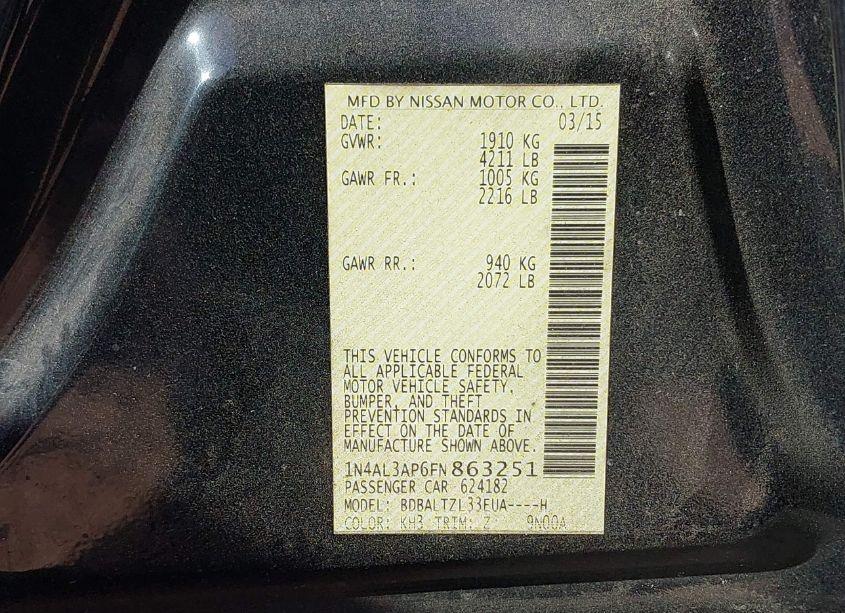 MFD BY NISSAN MOTOR CO., LTD.
DATE: 03/15
GVWR: 1910 KG
4211 LB
GAWR FR.: 1005 KG
2216 LB
GAWR RR.: 940 KG
2072 LB
THIS VEHICLE CONFORMS TO
ALL APPLICABLE FEDERAL
MOTOR VEHICLE SAFETY,
BUMPER, AND THEFT
PREVENTION STANDARDS IN
EFFECT ON THE DATE OF
MANUFACTURE SHOWN ABOVE.
1N4AL3AP6FN863251
PASSENGER CAR 624182
MODEL: BDBALTZL33EUA----H
COLOR: KH3 TRIM: Z 9N00A